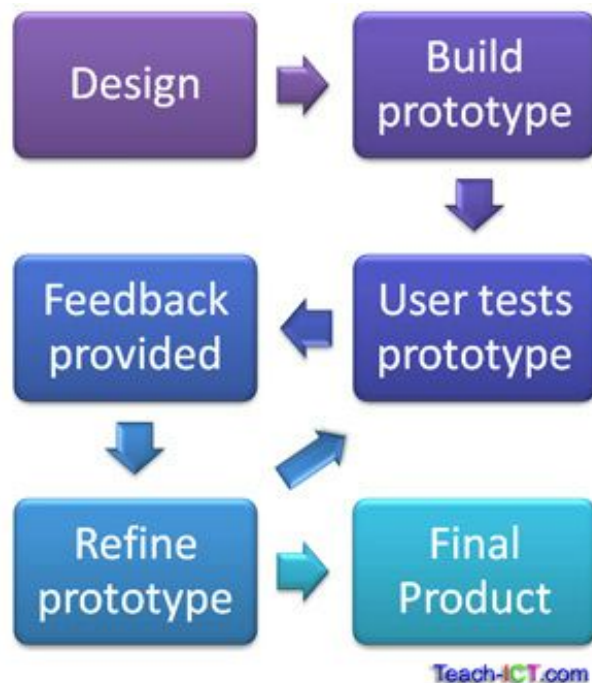 Design
Build
prototype
User tests
prototype
Feedback
provided
Refine
prototype
Final
Product
Teach-ICT.com